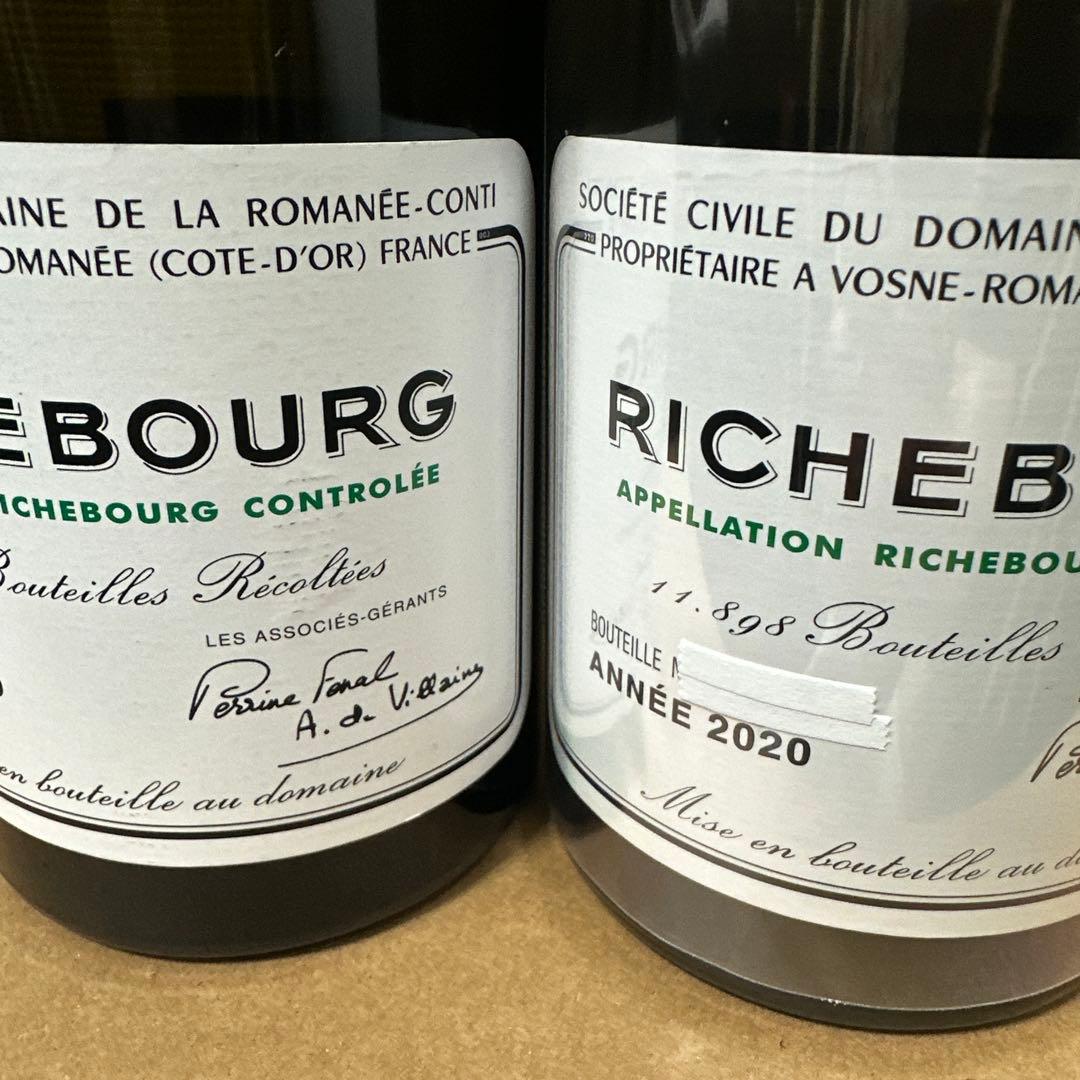 AINE DE LA ROMANÉE-CONTI
OMANÉE (COTE-D'OR) FRANCE
EBOURG
ICHEBOURG CONTROLÉE
Bouteilles Récoltées
LES ASSOCIÉS-GÉRANTS
Perrine Fenal
A. de Villaine
en bouteille au domaine
SOCIÉTÉ CIVILE DU DOMAIN
PROPRIÉTAIRE A VOSNE-ROMA
RICHEB
APPELLATION RICHEBOU
11.898 Bouteilles
BOUTEILLE
ANNÉE 2020
Mise en bouteille au do